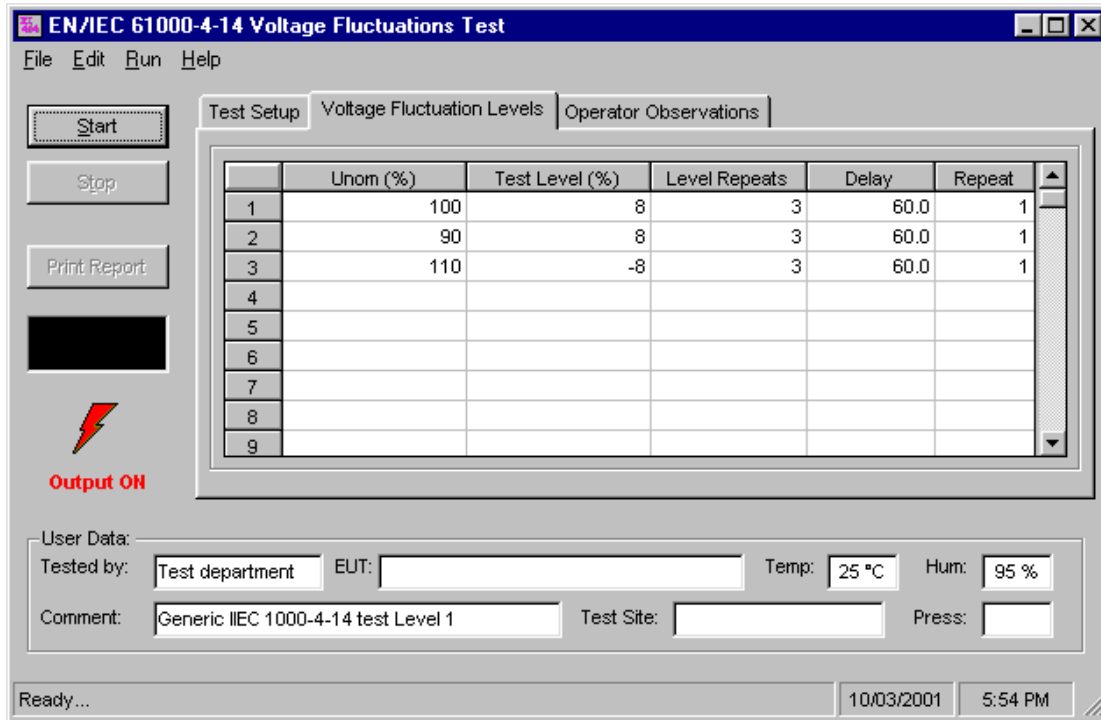 EN/IEC 61000-4-14 Voltage Fluctuations Test
File Edit Run Help
Start
Stop
Print Report
Output ON
Test Setup Voltage Fluctuation Levels Operator Observations
Unom (%) Test Level (%) Level Repeats Delay Repeat
1 100 8 3 60.0 1
2 90 8 3 60.0 1
3 110 -8 3 60.0 1
4
5
6
7
8
9
User Data:
Tested by: Test department EUT: Temp: 25 °C Hum: 95 %
Comment: Generic IIEC 1000-4-14 test Level 1 Test Site: Press:
Ready... 10/03/2001 5:54 PM